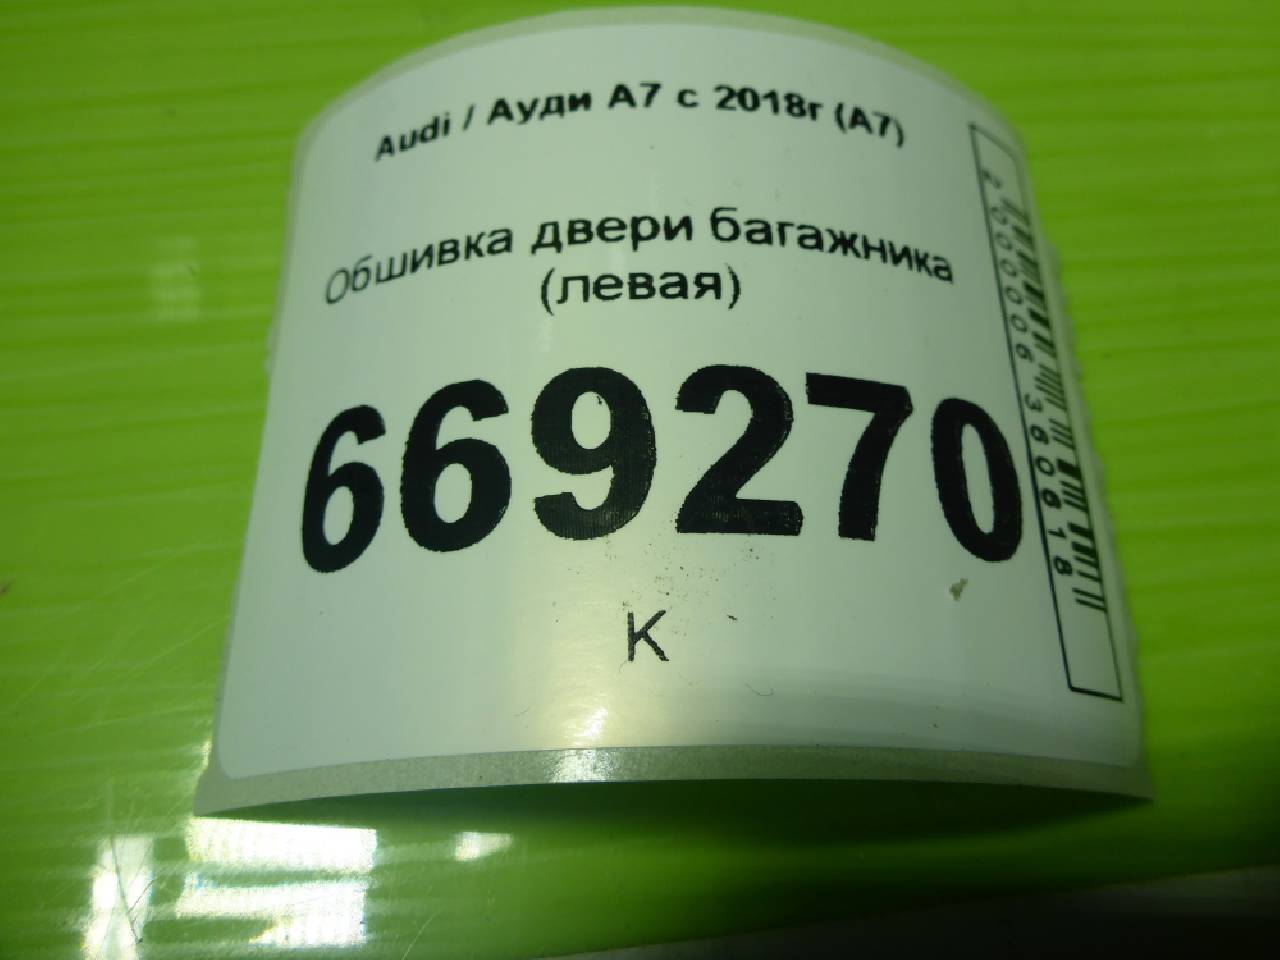 Audi / Ауди A7 с 2018г (A7)
Обшивка двери багажника
(левая)
669270
К
2000006360618